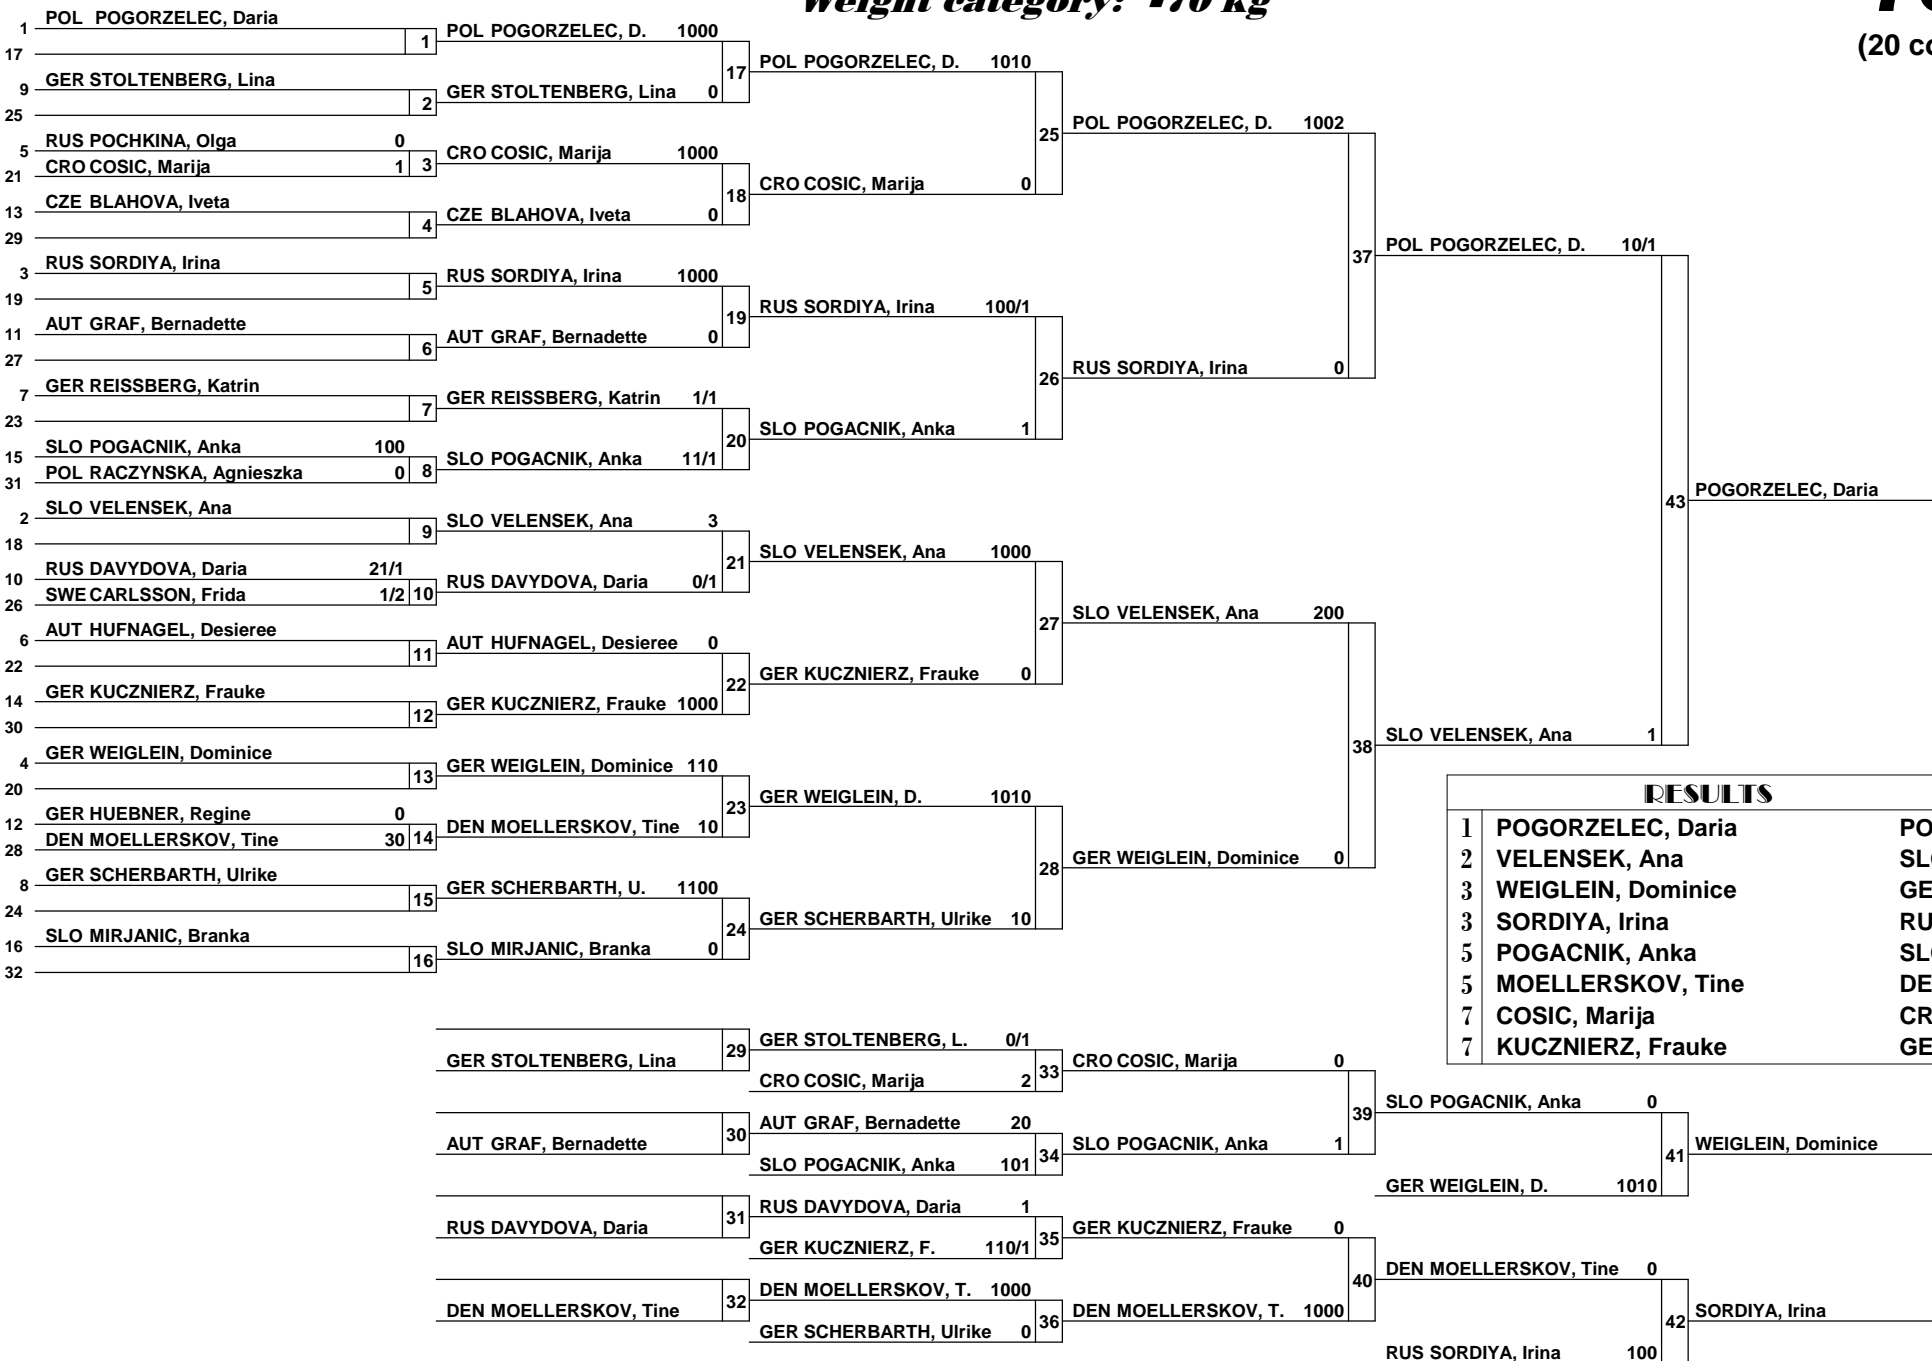 Weight category: -70 kg
(20 co
1 POL POGORZELEC, Daria
17
1
9 GER STOLTENBERG, Lina
25
2
5 RUS POCHKINA, Olga 0
21 CRO COSIC, Marija 1
3
13 CZE BLAHOVA, Iveta
29
4
3 RUS SORDIYA, Irina
19
5
11 AUT GRAF, Bernadette
27
6
7 GER REISSBERG, Katrin
23
7
15 SLO POGACNIK, Anka 100
31 POL RACZYNSKA, Agnieszka 0
8
2 SLO VELENSEK, Ana
18
9
10 RUS DAVYDOVA, Daria 21/1
26 SWE CARLSSON, Frida 1/2
10
6 AUT HUFNAGEL, Desieree
22
11
14 GER KUCZNIERZ, Frauke
30
12
4 GER WEIGLEIN, Dominice
20
13
12 GER HUEBNER, Regine 0
28 DEN MOELLERSKOV, Tine 30
14
8 GER SCHERBARTH, Ulrike
24
15
16 SLO MIRJANIC, Branka
32
16
POL POGORZELEC, D. 1000
GER STOLTENBERG, Lina 0
17
CRO COSIC, Marija 1000
CZE BLAHOVA, Iveta 0
18
RUS SORDIYA, Irina 1000
AUT GRAF, Bernadette 0
19
GER REISSBERG, Katrin 1/1
SLO POGACNIK, Anka 11/1
20
SLO VELENSEK, Ana 3
RUS DAVYDOVA, Daria 0/1
21
AUT HUFNAGEL, Desieree 0
GER KUCZNIERZ, Frauke 1000
22
GER WEIGLEIN, Dominice 110
DEN MOELLERSKOV, Tine 10
23
GER SCHERBARTH, U. 1100
SLO MIRJANIC, Branka 0
24
POL POGORZELEC, D. 1010
CRO COSIC, Marija 0
25
RUS SORDIYA, Irina 100/1
SLO POGACNIK, Anka 1
26
SLO VELENSEK, Ana 1000
GER KUCZNIERZ, Frauke 0
27
GER WEIGLEIN, D. 1010
GER SCHERBARTH, Ulrike 10
28
POL POGORZELEC, D. 1002
RUS SORDIYA, Irina 0
37
SLO VELENSEK, Ana 200
GER WEIGLEIN, Dominice 0
38
POL POGORZELEC, D. 10/1
SLO VELENSEK, Ana 1
43
POGORZELEC, Daria
RESULTS
1 POGORZELEC, Daria PO
2 VELENSEK, Ana SL
3 WEIGLEIN, Dominice GE
3 SORDIYA, Irina RU
5 POGACNIK, Anka SL
5 MOELLERSKOV, Tine DE
7 COSIC, Marija CR
7 KUCZNIERZ, Frauke GE
GER STOLTENBERG, Lina
29
AUT GRAF, Bernadette
30
RUS DAVYDOVA, Daria
31
DEN MOELLERSKOV, Tine
32
GER STOLTENBERG, L. 0/1
CRO COSIC, Marija 2
33
AUT GRAF, Bernadette 20
SLO POGACNIK, Anka 101
34
RUS DAVYDOVA, Daria 1
GER KUCZNIERZ, F. 110/1
35
DEN MOELLERSKOV, T. 1000
GER SCHERBARTH, Ulrike 0
36
CRO COSIC, Marija 0
SLO POGACNIK, Anka 1
39
GER KUCZNIERZ, Frauke 0
DEN MOELLERSKOV, T. 1000
40
SLO POGACNIK, Anka 0
GER WEIGLEIN, D. 1010
41
WEIGLEIN, Dominice
DEN MOELLERSKOV, Tine 0
RUS SORDIYA, Irina 100
42
SORDIYA, Irina